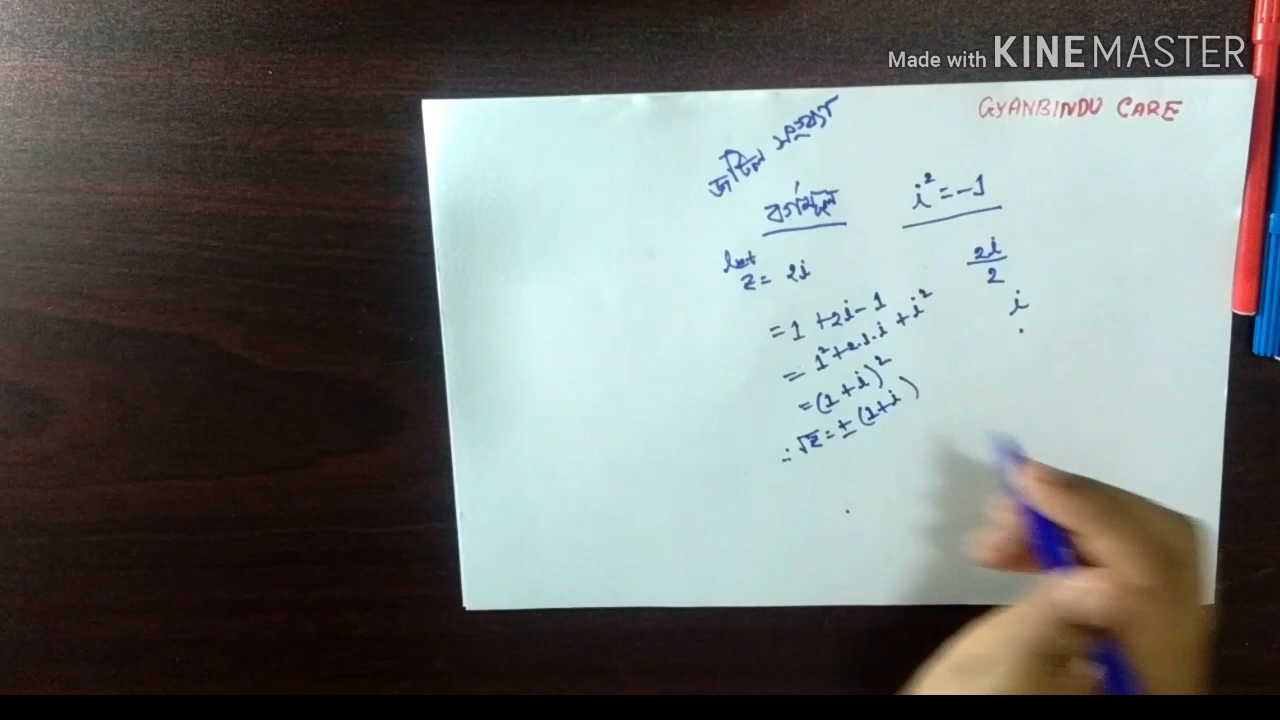 Made with KINEMASTER
GYANBINDU CARE
জটিল সংখ্যা
বর্গমূল
i² = -1
let
z = 2i
2i/2
i
= 1 + 2i - 1
= 1² + 2.1.i + i²
= (1 + i)²
∴ √z = ± (1 + i)